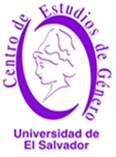 Centro de Estudios de Género
Universidad de
El Salvador